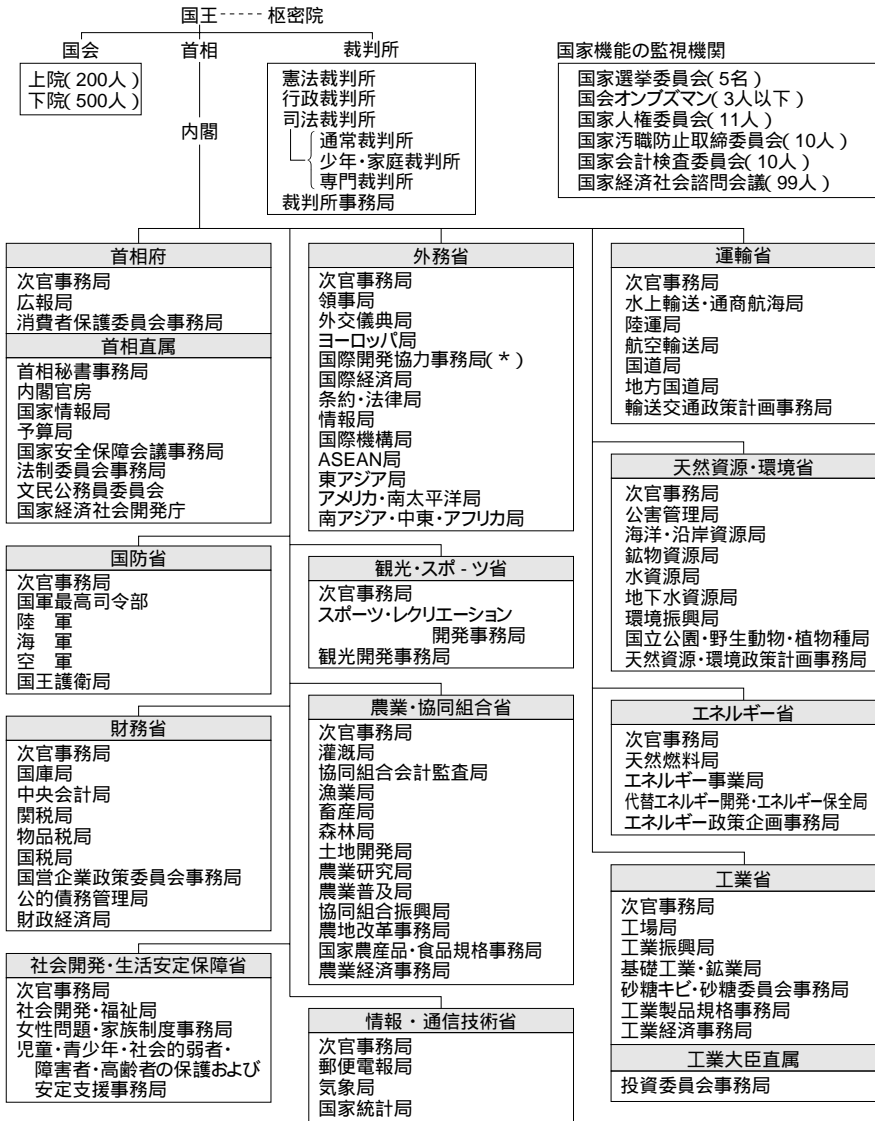 国王-----枢密院
国会
上院(200人)
下院(500人)
首相
内閣
裁判所
憲法裁判所
行政裁判所
司法裁判所
通常裁判所
少年・家庭裁判所
専門裁判所
裁判所事務局
国家機能の監視機関
国家選挙委員会(5名)
国会オンブズマン(3人以下)
国家人権委員会(11人)
国家汚職防止取締委員会(10人)
国家会計検査委員会(10人)
国家経済社会諮問会議(99人)
首相府
次官事務局
広報局
消費者保護委員会事務局
首相直属
首相秘書事務局
内閣官房
国家情報局
予算局
国家安全保障会議事務局
法制委員会事務局
文民公務員委員会
国家経済社会開発庁
国防省
次官事務局
国軍最高司令部
陸 軍
海 軍
空 軍
国王護衛局
財務省
次官事務局
国庫局
中央会計局
関税局
物品税局
国税局
国営企業政策委員会事務局
公的債務管理局
財政経済局
社会開発・生活安定保障省
次官事務局
社会開発・福祉局
女性問題・家族制度事務局
児童・青少年・社会的弱者・
障害者・高齢者の保護および
安定支援事務局
外務省
次官事務局
領事局
外交儀典局
ヨーロッパ局
国際開発協力事務局(*)
国際経済局
条約・法律局
情報局
国際機構局
ASEAN局
東アジア局
アメリカ・南太平洋局
南アジア・中東・アフリカ局
観光・スポ-ツ省
次官事務局
スポーツ・レクリエーション
開発事務局
観光開発事務局
農業・協同組合省
次官事務局
灌漑局
協同組合会計監査局
漁業局
畜産局
森林局
土地開発局
農業研究局
農業普及局
協同組合振興局
農地改革事務局
国家農産品・食品規格事務局
農業経済事務局
情報・通信技術省
次官事務局
郵便電報局
気象局
国家統計局
運輸省
次官事務局
水上輸送・通商航海局
陸運局
航空輸送局
国道局
地方国道局
輸送交通政策計画事務局
天然資源・環境省
次官事務局
公害管理局
海洋・沿岸資源局
鉱物資源局
水資源局
地下水資源局
環境振興局
国立公園・野生動物・植物種局
天然資源・環境政策計画事務局
エネルギー省
次官事務局
天然燃料局
エネルギー事業局
代替エネルギー開発・エネルギー保全局
エネルギー政策企画事務局
工業省
次官事務局
工場局
工業振興局
基礎工業・鉱業局
砂糖キビ・砂糖委員会事務局
工業製品規格事務局
工業経済事務局
工業大臣直属
投資委員会事務局